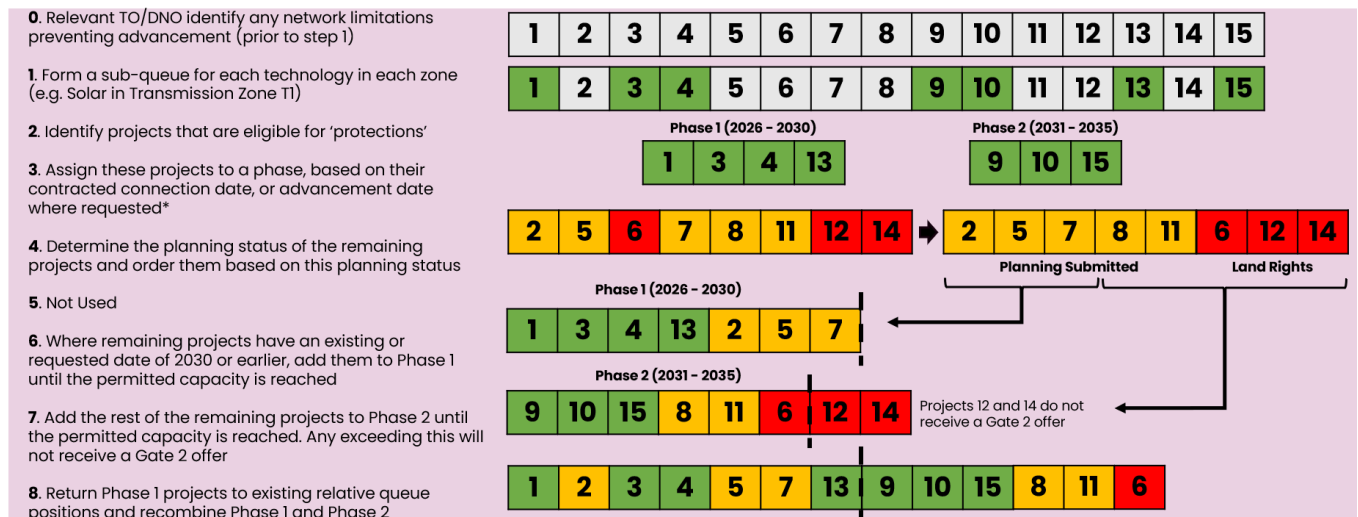 0. Relevant TO/DNO identify any network limitations
preventing advancement (prior to step 1)
1. Form a sub-queue for each technology in each zone
(e.g. Solar in Transmission Zone T1)
2. Identify projects that are eligible for ‘protections’
3. Assign these projects to a phase, based on their
contracted connection date, or advancement date
where requested*
4. Determine the planning status of the remaining
projects and order them based on this planning status
5. Not Used
6. Where remaining projects have an existing or
requested date of 2030 or earlier, add them to Phase 1
until the permitted capacity is reached
7. Add the rest of the remaining projects to Phase 2 until
the permitted capacity is reached. Any exceeding this will
not receive a Gate 2 offer
8. Return Phase 1 projects to existing relative queue
positions and recombine Phase 1 and Phase 2
1 2 3 4 5 6 7 8 9 10 11 12 13 14 15
1 2 3 4 5 6 7 8 9 10 11 12 13 14 15
Phase 1 (2026 - 2030) Phase 2 (2031 - 2035)
1 3 4 13 9 10 15
2 5 6 7 8 11 12 14 2 5 7 8 11 6 12 14
Planning Submitted Land Rights
Phase 1 (2026 - 2030)
1 3 4 13 2 5 7
Phase 2 (2031 - 2035)
9 10 15 8 11 6 12 14
Projects 12 and 14 do not
receive a Gate 2 offer
1 2 3 4 5 7 13 9 10 15 8 11 6